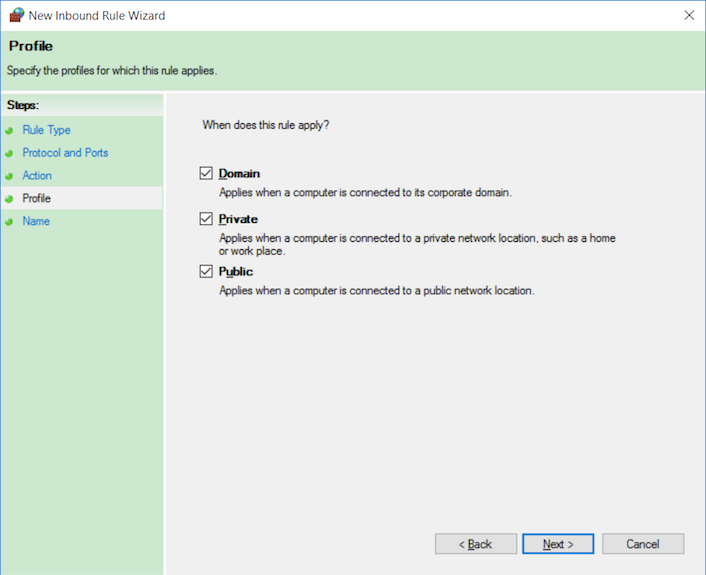 New Inbound Rule Wizard
Profile
Specify the profiles for which this rule applies.
Steps:
Rule Type
Protocol and Ports
Action
Profile
Name
When does this rule apply?
Domain
Applies when a computer is connected to its corporate domain.
Private
Applies when a computer is connected to a private network location, such as a home
or work place.
Public
Applies when a computer is connected to a public network location.
< Back
Next >
Cancel